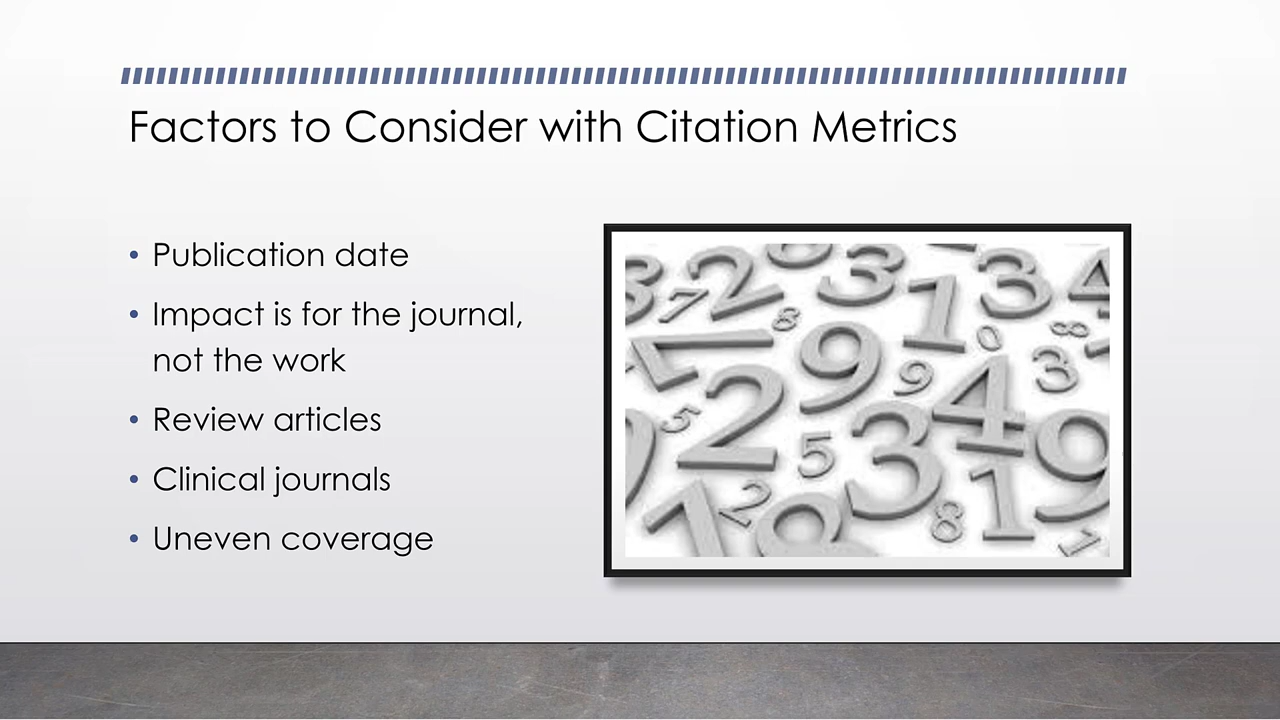 Factors to Consider with Citation Metrics
• Publication date
• Impact is for the journal,
not the work
• Review articles
• Clinical journals
• Uneven coverage